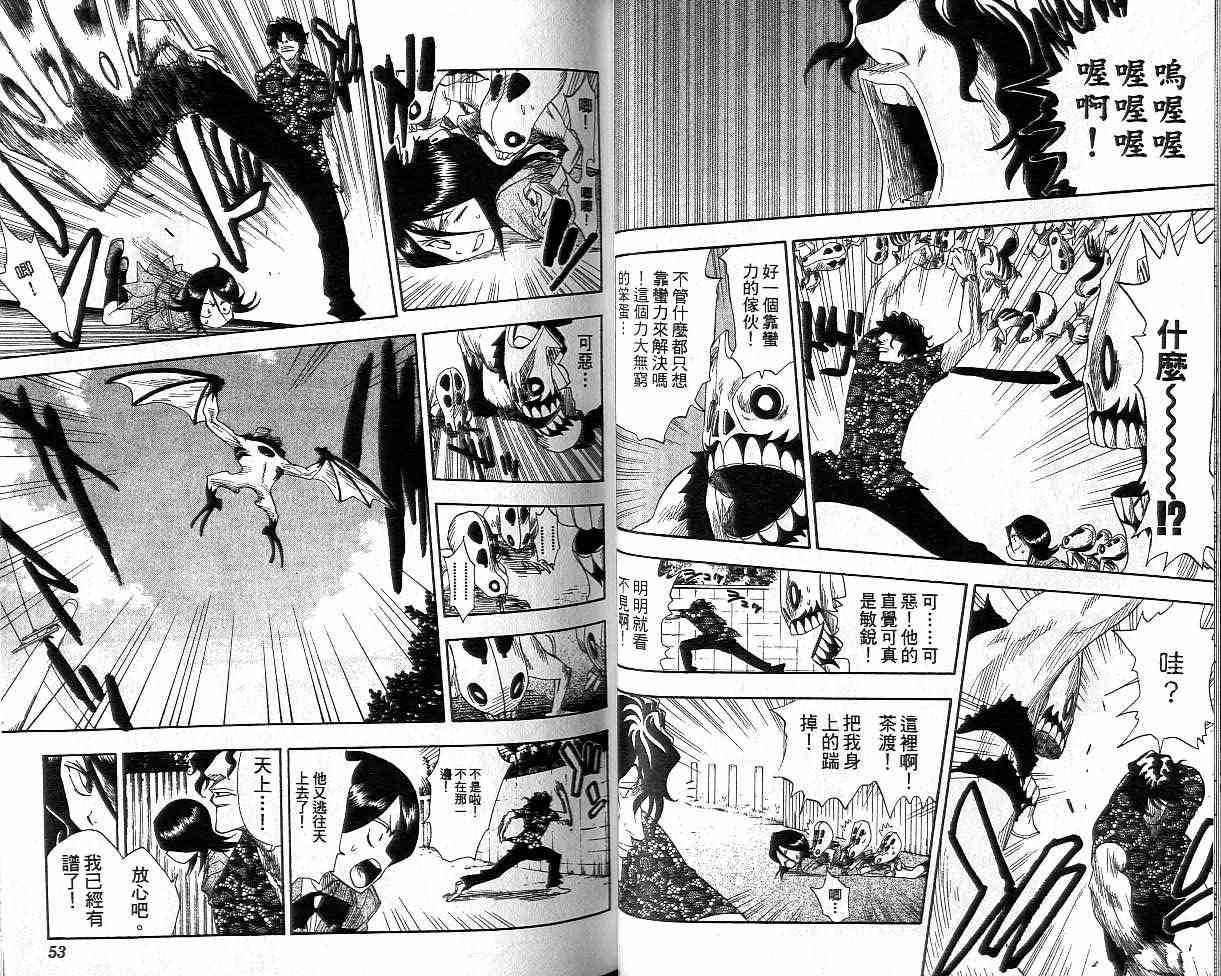 嗚喔喔
喔喔喔
喔啊！
什麼～～～～!?
好一個靠蠻
力的傢伙！
不管什麼都只想
靠蠻力來解決嗎
！這個力大無窮
的笨蛋…
哇？
可……可
惡！他的
直覺可真
是敏銳！
明明就看
不見啊！
這裡啊！
茶渡！
把我身
上的踹
掉！
唧…
唧！
唧唧！
唧！
可惡…
………
………
不是啦！
不在那一
邊！
他又逃往天
上去了！
天上……！
放心吧。
我已經有
譜了！
53